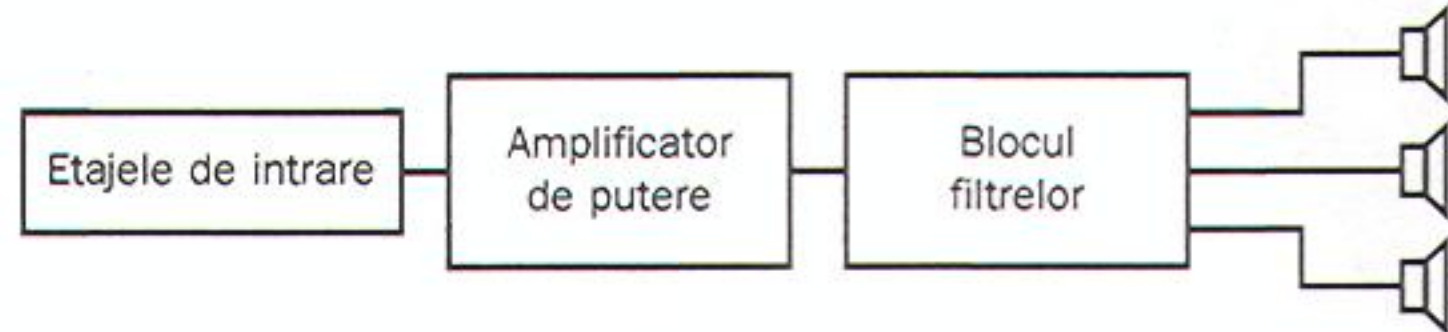 Etajele de intrare
Amplificator
de putere
Blocul
filtrelor